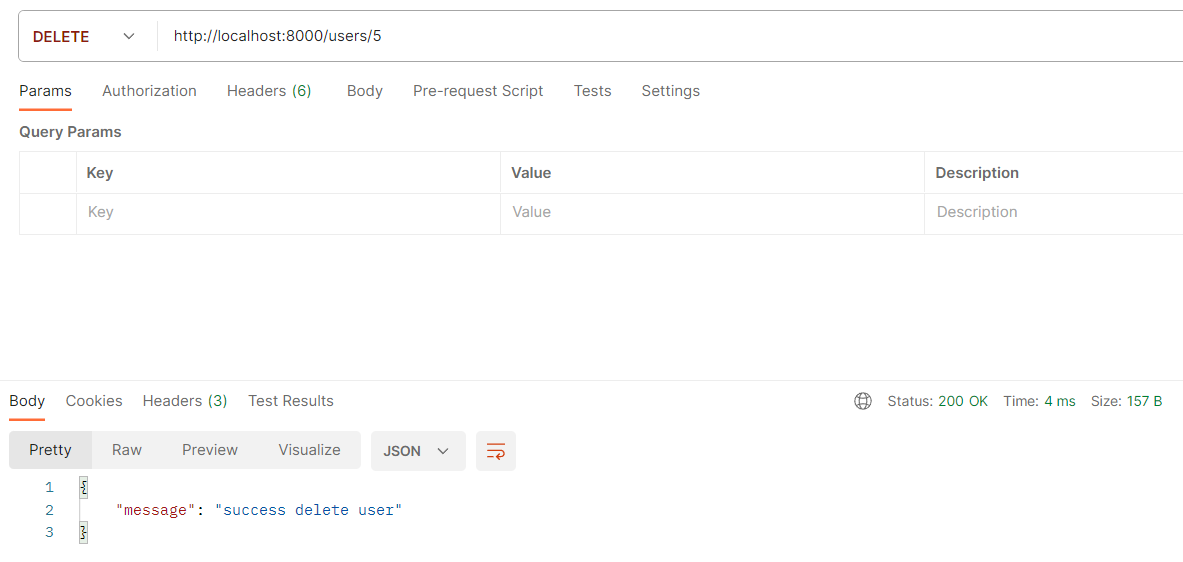 DELETE http://localhost:8000/users/5
Params Authorization Headers (6) Body Pre-request Script Tests Settings
Query Params
Key Value Description
Key Value Description
Body Cookies Headers (3) Test Results Status: 200 OK Time: 4 ms Size: 157 B
Pretty Raw Preview Visualize JSON
1 {
2 "message": "success delete user"
3 }